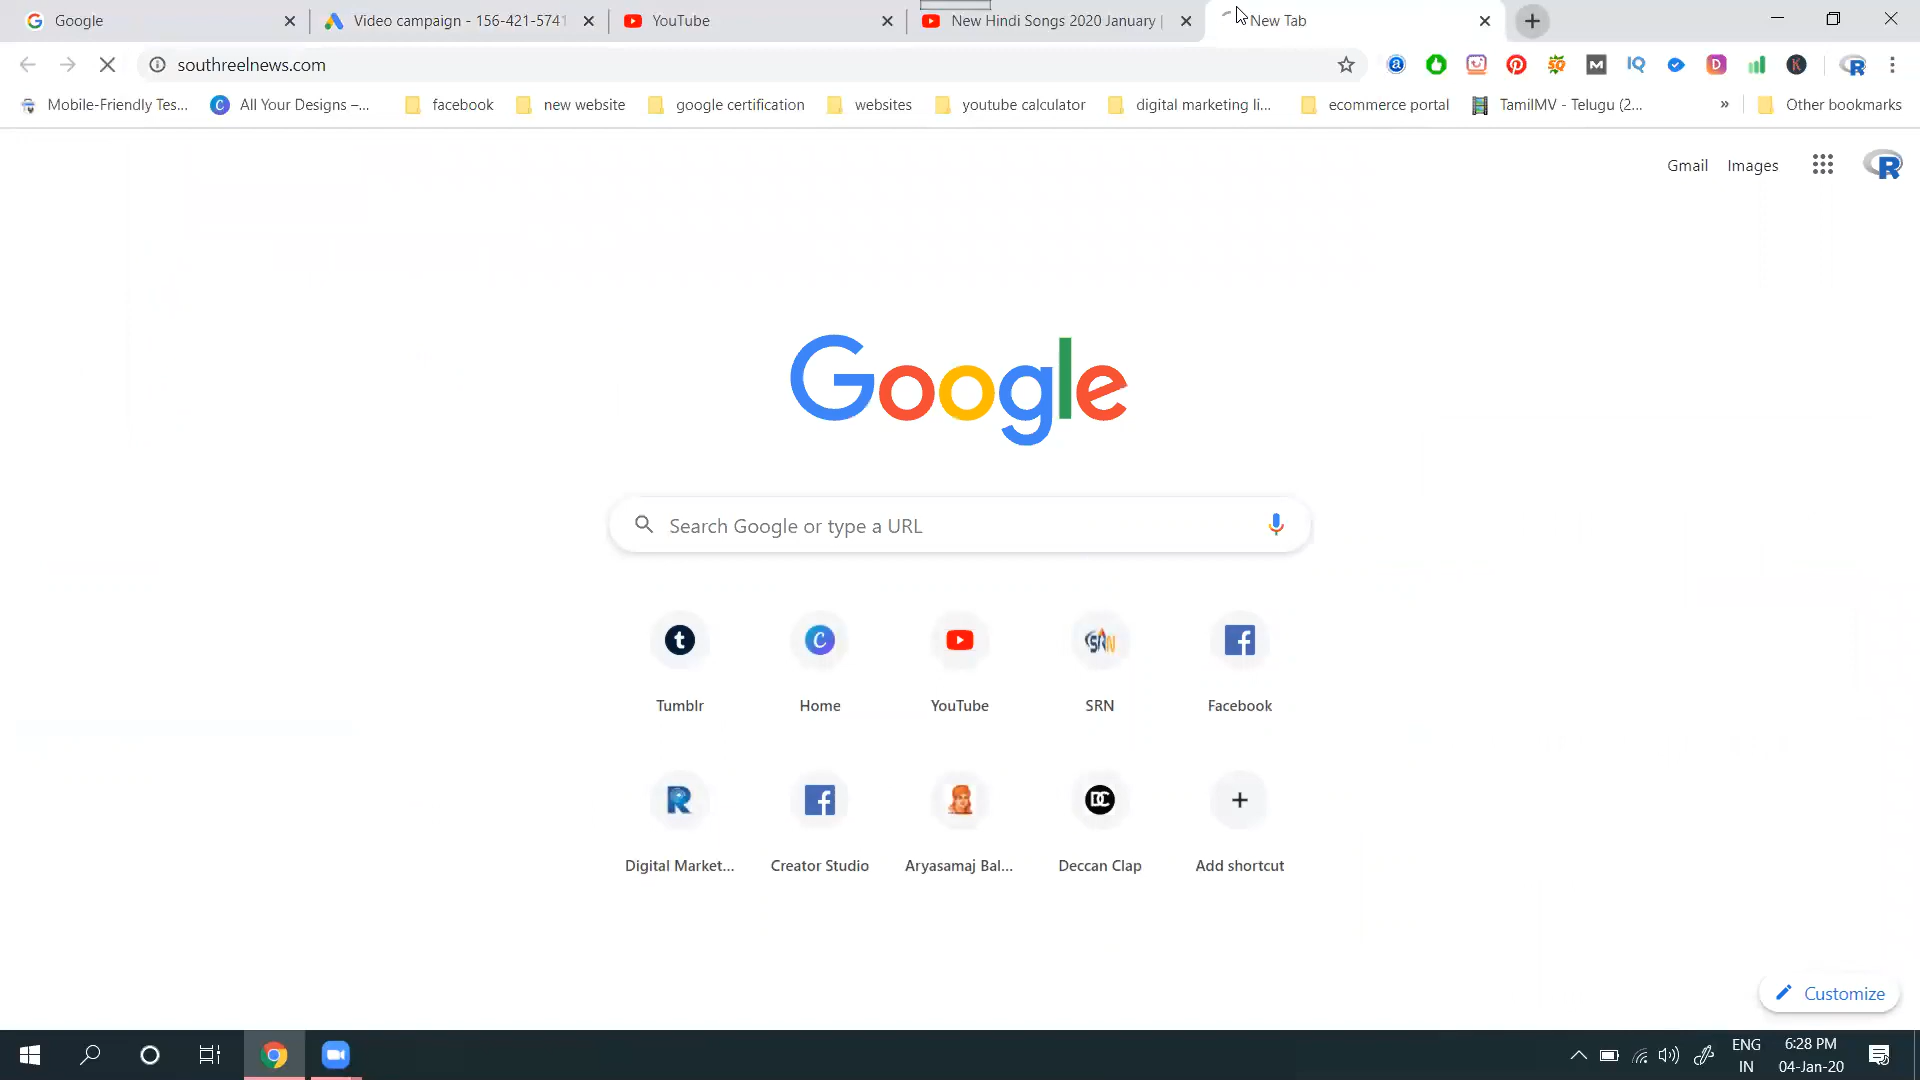 Google
Video campaign - 156-421-5741
YouTube
New Hindi Songs 2020 January |
New Tab
southreelnews.com
Mobile-Friendly Tes...
All Your Designs –...
facebook
new website
google certification
websites
youtube calculator
digital marketing li...
ecommerce portal
TamilMV - Telugu (2...
»
Other bookmarks
Gmail
Images
Google
Search Google or type a URL
Tumblr
Home
YouTube
SRN
Facebook
Digital Market...
Creator Studio
Aryasamaj Bal...
Deccan Clap
Add shortcut
Customize
ENG
IN
6:28 PM
04-Jan-20